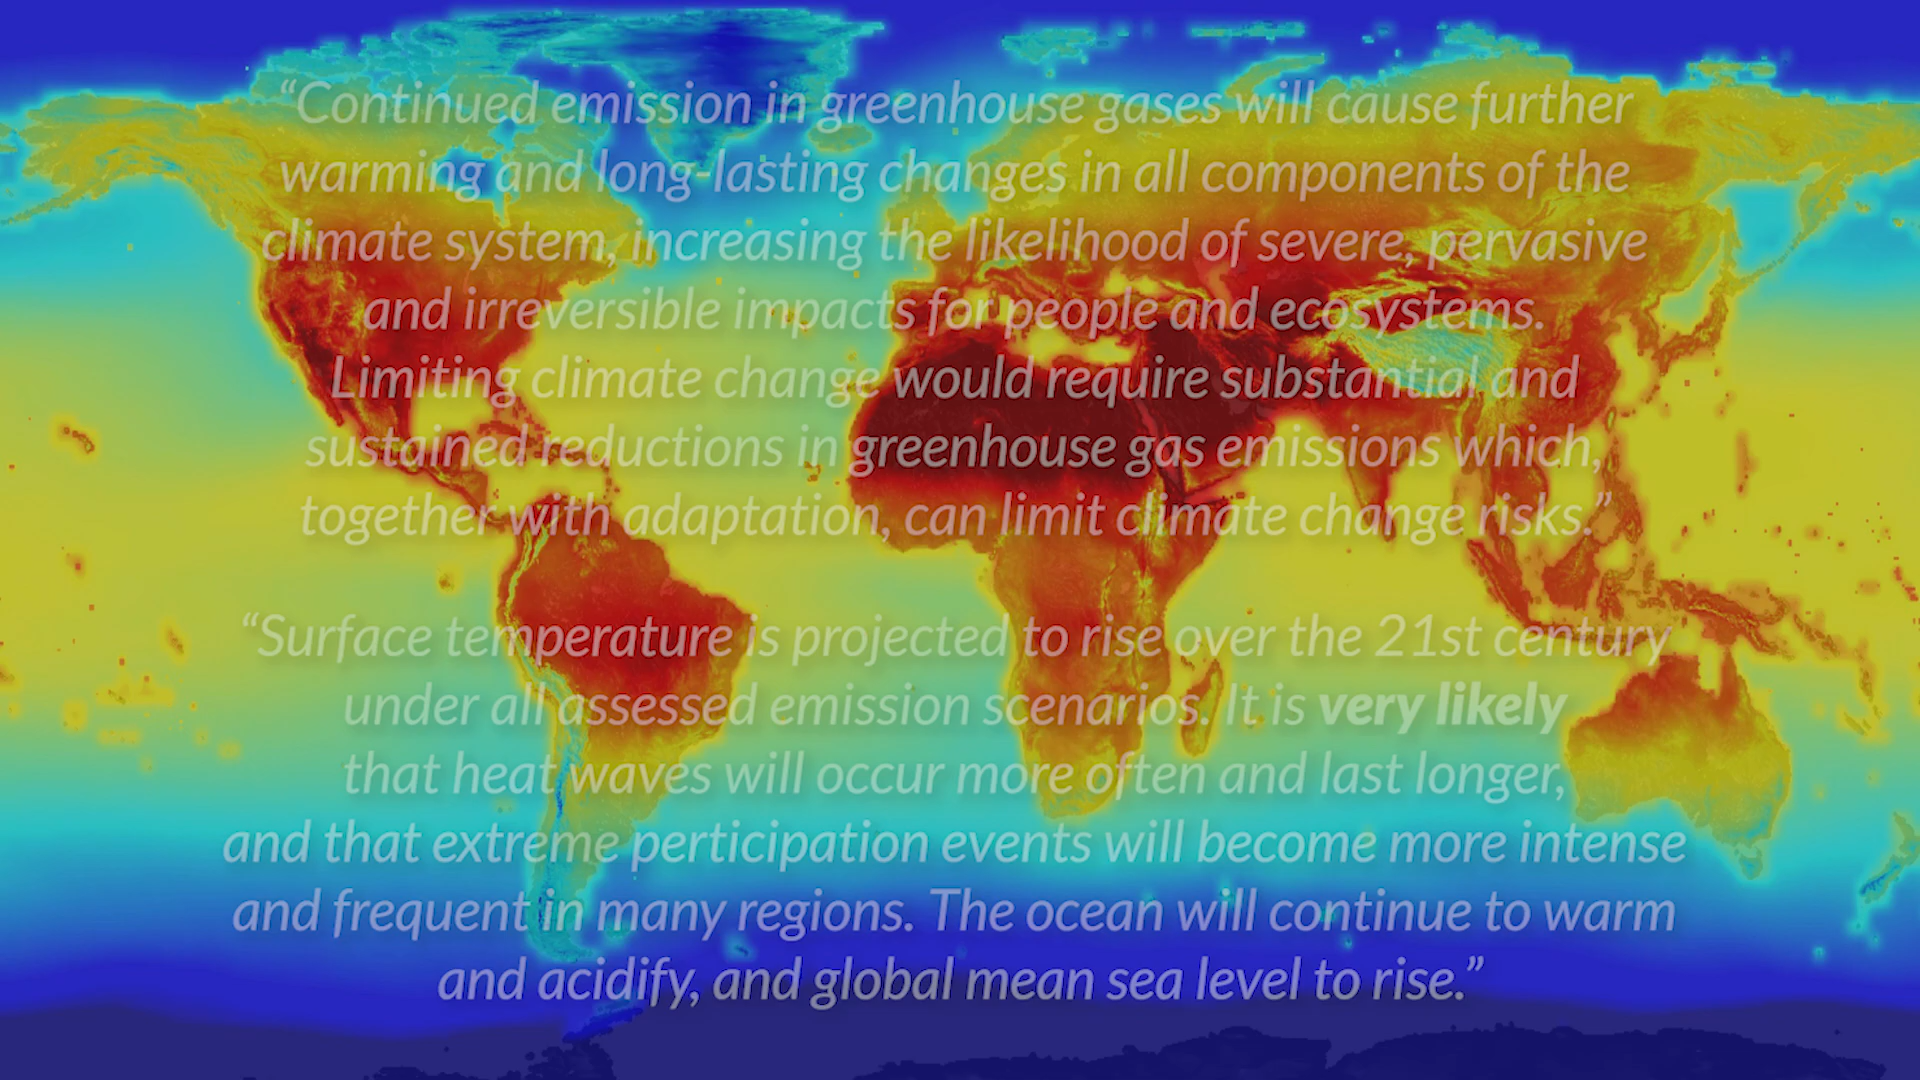 “Continued emission in greenhouse gases will cause further
warming and long-lasting changes in all components of the
climate system, increasing the likelihood of severe, pervasive
and irreversible impacts for people and ecosystems.
Limiting climate change would require substantial and
sustained reductions in greenhouse gas emissions which,
together with adaptation, can limit climate change risks.”
“Surface temperature is projected to rise over the 21st century
under all assessed emission scenarios. It is very likely
that heat waves will occur more often and last longer,
and that extreme perticipation events will become more intense
and frequent in many regions. The ocean will continue to warm
and acidify, and global mean sea level to rise.”